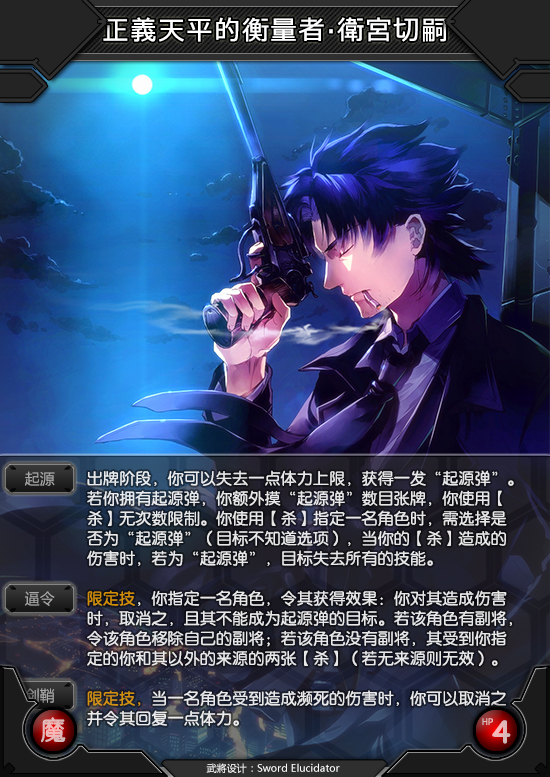 正義天平的衡量者·衛宮切嗣
起源
出牌阶段，你可以失去一点体力上限，获得一发“起源弹”。
若你拥有起源弹，你额外摸“起源弹”数目张牌，你使用【
杀】无次数限制。你使用【杀】指定一名角色时，需选择是
否为“起源弹”（目标不知道选项），当你的【杀】造成的
伤害时，若为“起源弹”，目标失去所有的技能。
逼令
限定技，你指定一名角色，令其获得效果：你对其造成伤害
时，取消之，且其不能成为起源弹的目标。若该角色有副将，
令该角色移除自己的副将；若该角色没有副将，其受到你指
定的你和其以外的来源的两张【杀】（若无来源则无效）。
剑鞘
限定技，当一名角色受到造成濒死的伤害时，你可以取消之
并令其回复一点体力。
魔
HP 4
武將设计：Sword Elucidator